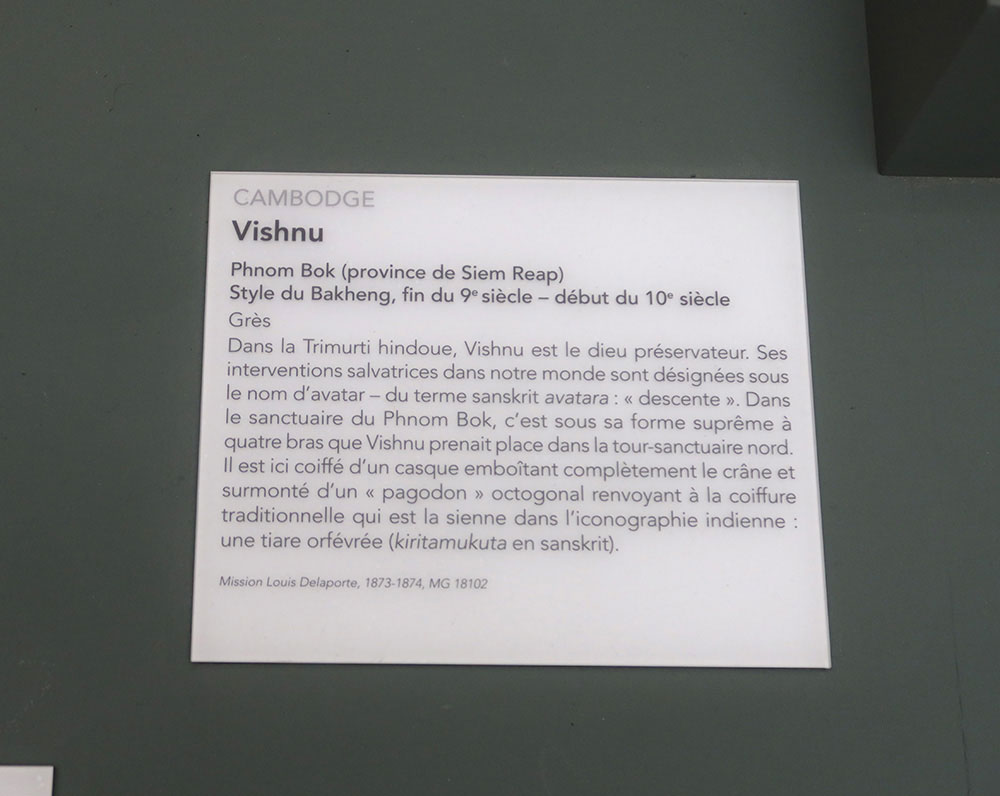 CAMBODGE
Vishnu
Phnom Bok (province de Siem Reap)
Style du Bakheng, fin du 9e siècle – début du 10e siècle
Grès
Dans la Trimurti hindoue, Vishnu est le dieu préservateur. Ses
interventions salvatrices dans notre monde sont désignées sous
le nom d'avatar – du terme sanskrit avatara : « descente ». Dans
le sanctuaire du Phnom Bok, c'est sous sa forme suprême à
quatre bras que Vishnu prenait place dans la tour-sanctuaire nord.
Il est ici coiffé d'un casque emboîtant complètement le crâne et
surmonté d'un « pagodon » octogonal renvoyant à la coiffure
traditionnelle qui est la sienne dans l'iconographie indienne :
une tiare orfévrée (kiritamukuta en sanskrit).
Mission Louis Delaporte, 1873-1874, MG 18102